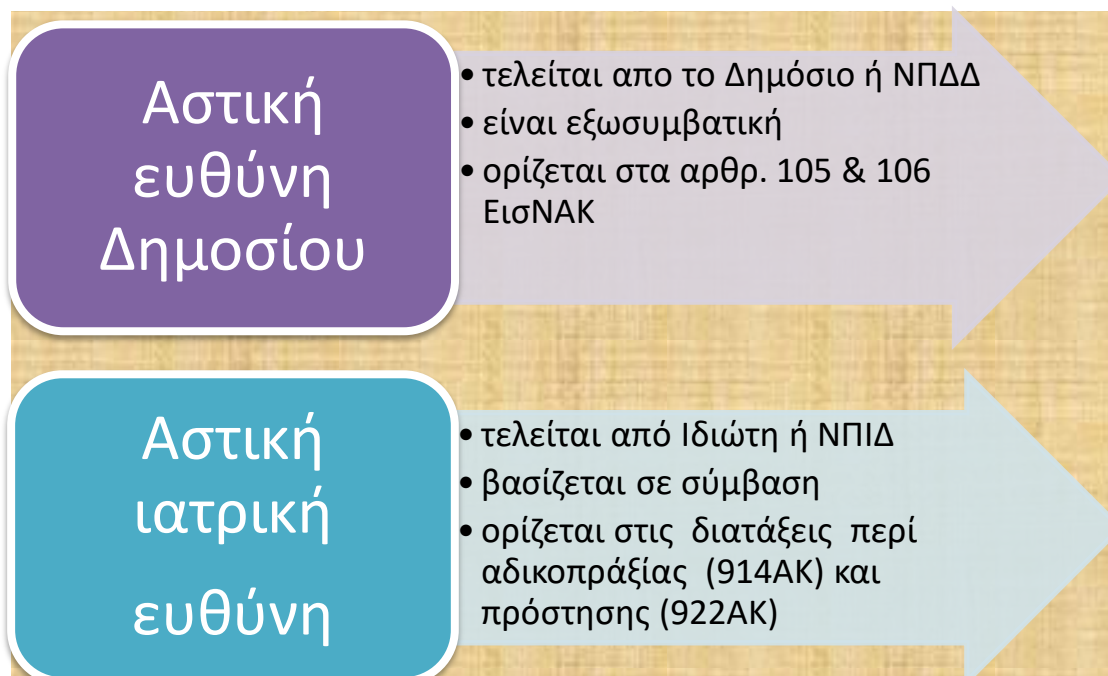 Αστική
ευθύνη
Δημοσίου
• τελείται απο το Δημόσιο ή ΝΠΔΔ
• είναι εξωσυμβατική
• ορίζεται στα αρθρ. 105 & 106
ΕισΝΑΚ
Αστική
ιατρική
ευθύνη
• τελείται από Ιδιώτη ή ΝΠΙΔ
• βασίζεται σε σύμβαση
• ορίζεται στις διατάξεις περί
αδικοπράξίας (914ΑΚ) και
πρόστησης (922ΑΚ)